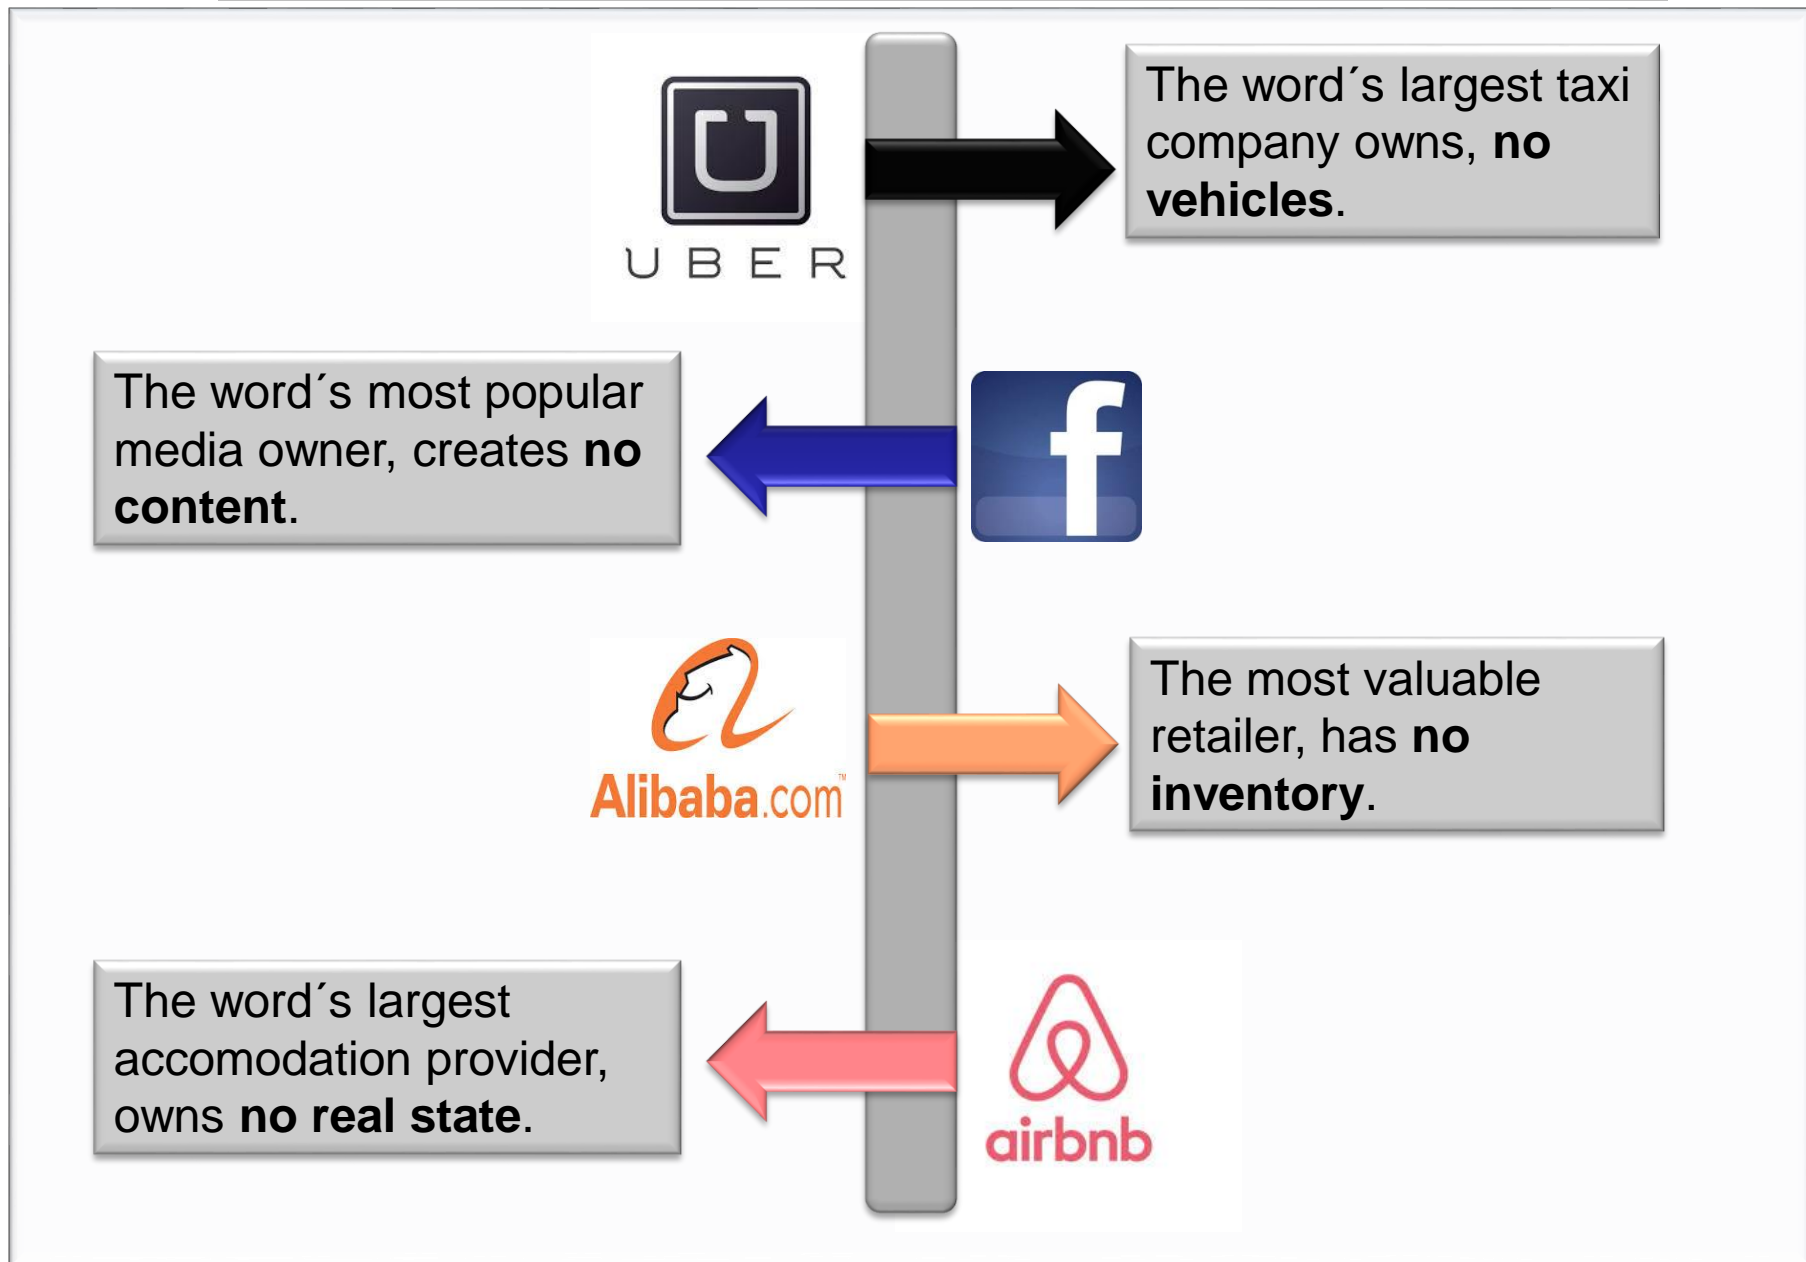 UBER
The word´s largest taxi
company owns, no
vehicles.
The word´s most popular
media owner, creates no
content.
f
Alibaba.com™
The most valuable
retailer, has no
inventory.
The word´s largest
accomodation provider,
owns no real state.
airbnb